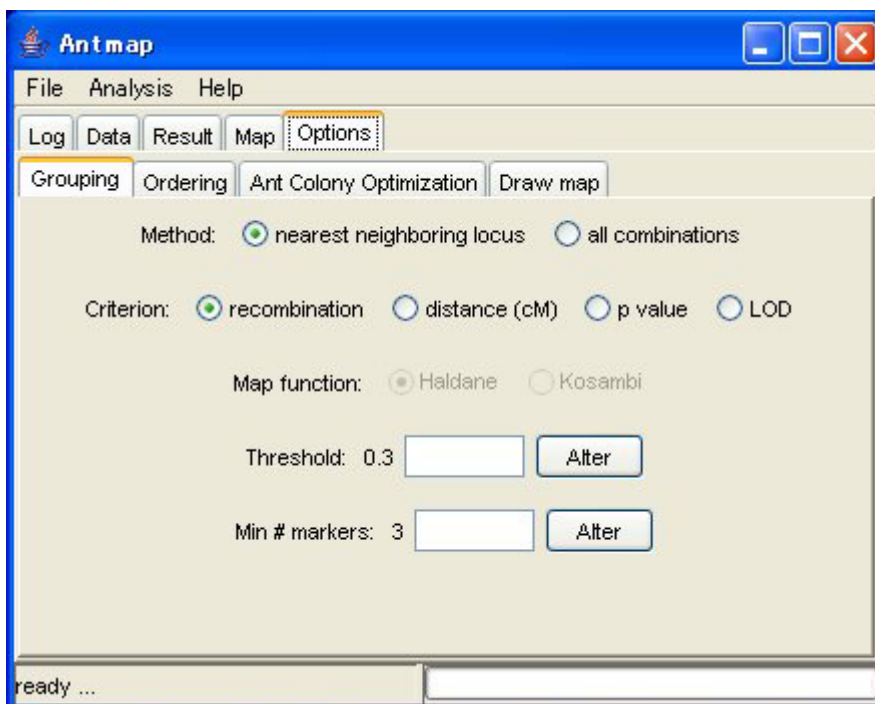 Antmap
File Analysis Help
Log Data Result Map Options
Grouping Ordering Ant Colony Optimization Draw map
Method: nearest neighboring locus all combinations
Criterion: recombination distance (cM) p value LOD
Map function: Haldane Kosambi
Threshold: 0.3 Alter
Min # markers: 3 Alter
ready ...